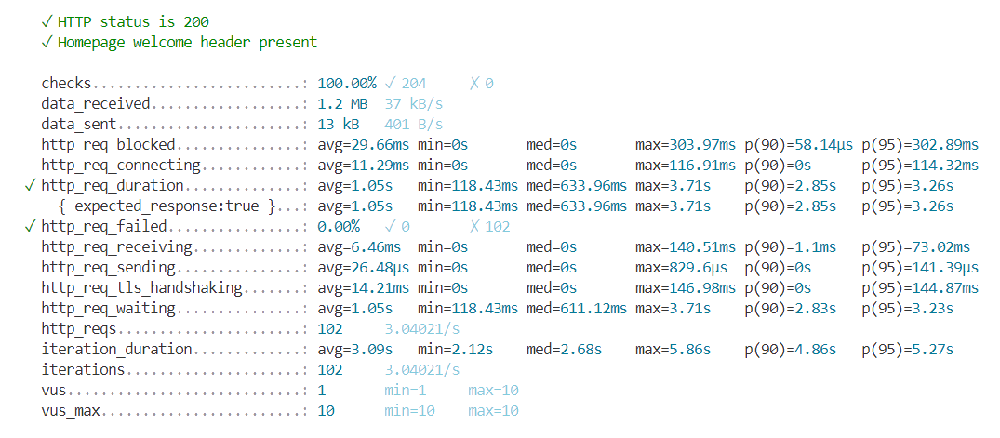 ✓ HTTP status is 200
✓ Homepage welcome header present
checks.........................: 100.00% ✓ 204 ✗ 0
data_received..................: 1.2 MB 37 kB/s
data_sent......................: 13 kB 401 B/s
http_req_blocked...............: avg=29.66ms min=0s med=0s max=303.97ms p(90)=58.14µs p(95)=302.89ms
http_req_connecting............: avg=11.29ms min=0s med=0s max=116.91ms p(90)=0s p(95)=114.32ms
✓ http_req_duration..............: avg=1.05s min=118.43ms med=633.96ms max=3.71s p(90)=2.85s p(95)=3.26s
{ expected_response:true }...: avg=1.05s min=118.43ms med=633.96ms max=3.71s p(90)=2.85s p(95)=3.26s
✓ http_req_failed................: 0.00% ✓ 0 ✗ 102
http_req_receiving.............: avg=6.46ms min=0s med=0s max=140.51ms p(90)=1.1ms p(95)=73.02ms
http_req_sending...............: avg=26.48µs min=0s med=0s max=829.6µs p(90)=0s p(95)=141.39µs
http_req_tls_handshaking.......: avg=14.21ms min=0s med=0s max=146.98ms p(90)=0s p(95)=144.87ms
http_req_waiting...............: avg=1.05s min=118.43ms med=611.12ms max=3.71s p(90)=2.83s p(95)=3.23s
http_reqs......................: 102 3.04021/s
iteration_duration.............: avg=3.09s min=2.12s med=2.68s max=5.86s p(90)=4.86s p(95)=5.27s
iterations.....................: 102 3.04021/s
vus............................: 1 min=1 max=10
vus_max........................: 10 min=10 max=10